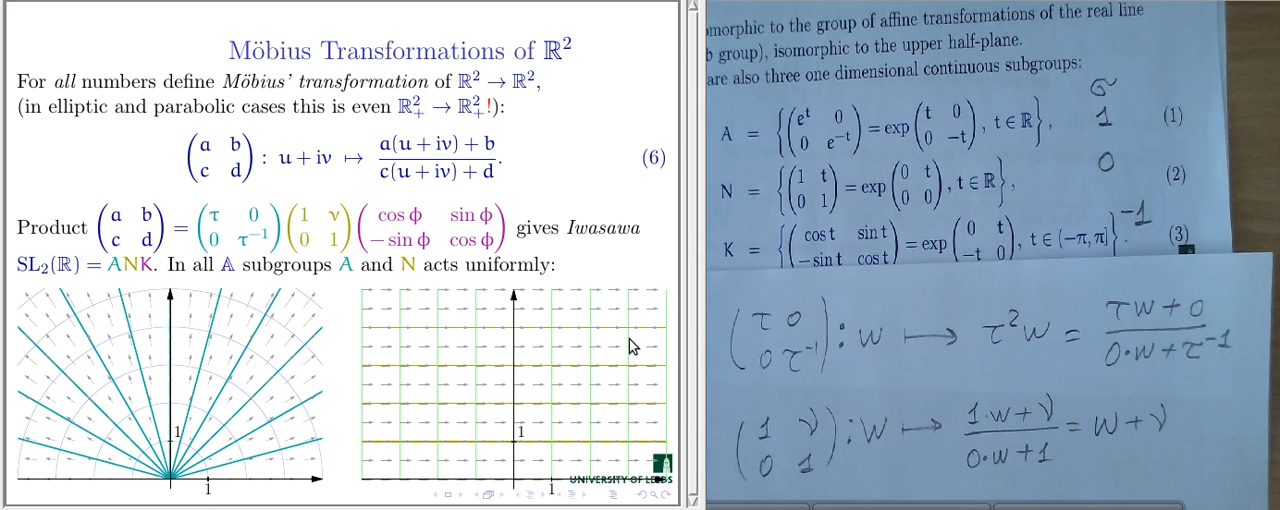 Möbius Transformations of ℝ²
For all numbers define Möbius' transformation of ℝ² → ℝ²,
(in elliptic and parabolic cases this is even ℝ²₊ → ℝ²₊!):
(a b; c d) : u + iv ↦ (a(u + iv) + b)/(c(u + iv) + d). (6)
Product (a b; c d) = (τ 0; 0 τ⁻¹)(1 ν; 0 1)(cos ϕ sin ϕ; − sin ϕ cos ϕ) gives Iwasawa
SL₂(ℝ) = ANK. In all 𝔸 subgroups A and N acts uniformly:
1
1
1
1
UNIVERSITY OF LEEDS
omorphic to the group of affine transformations of the real line
b group), isomorphic to the upper half-plane.
are also three one dimensional continuous subgroups:
σ
A = {(eᵗ 0; 0 e⁻ᵗ) = exp (t 0; 0 −t), t ∈ ℝ}, 1 (1)
N = {(1 t; 0 1) = exp (0 t; 0 0), t ∈ ℝ}, 0 (2)
K = {(cos t sin t; − sin t cos t) = exp (0 t; −t 0), t ∈ (−π, π]}. -1 (3)
(τ 0; 0 τ⁻¹) : w ↦ τ²w = (τw + 0)/(0·w + τ⁻¹)
(1 ν; 0 1) : w ↦ (1·w + ν)/(0·w + 1) = w + ν